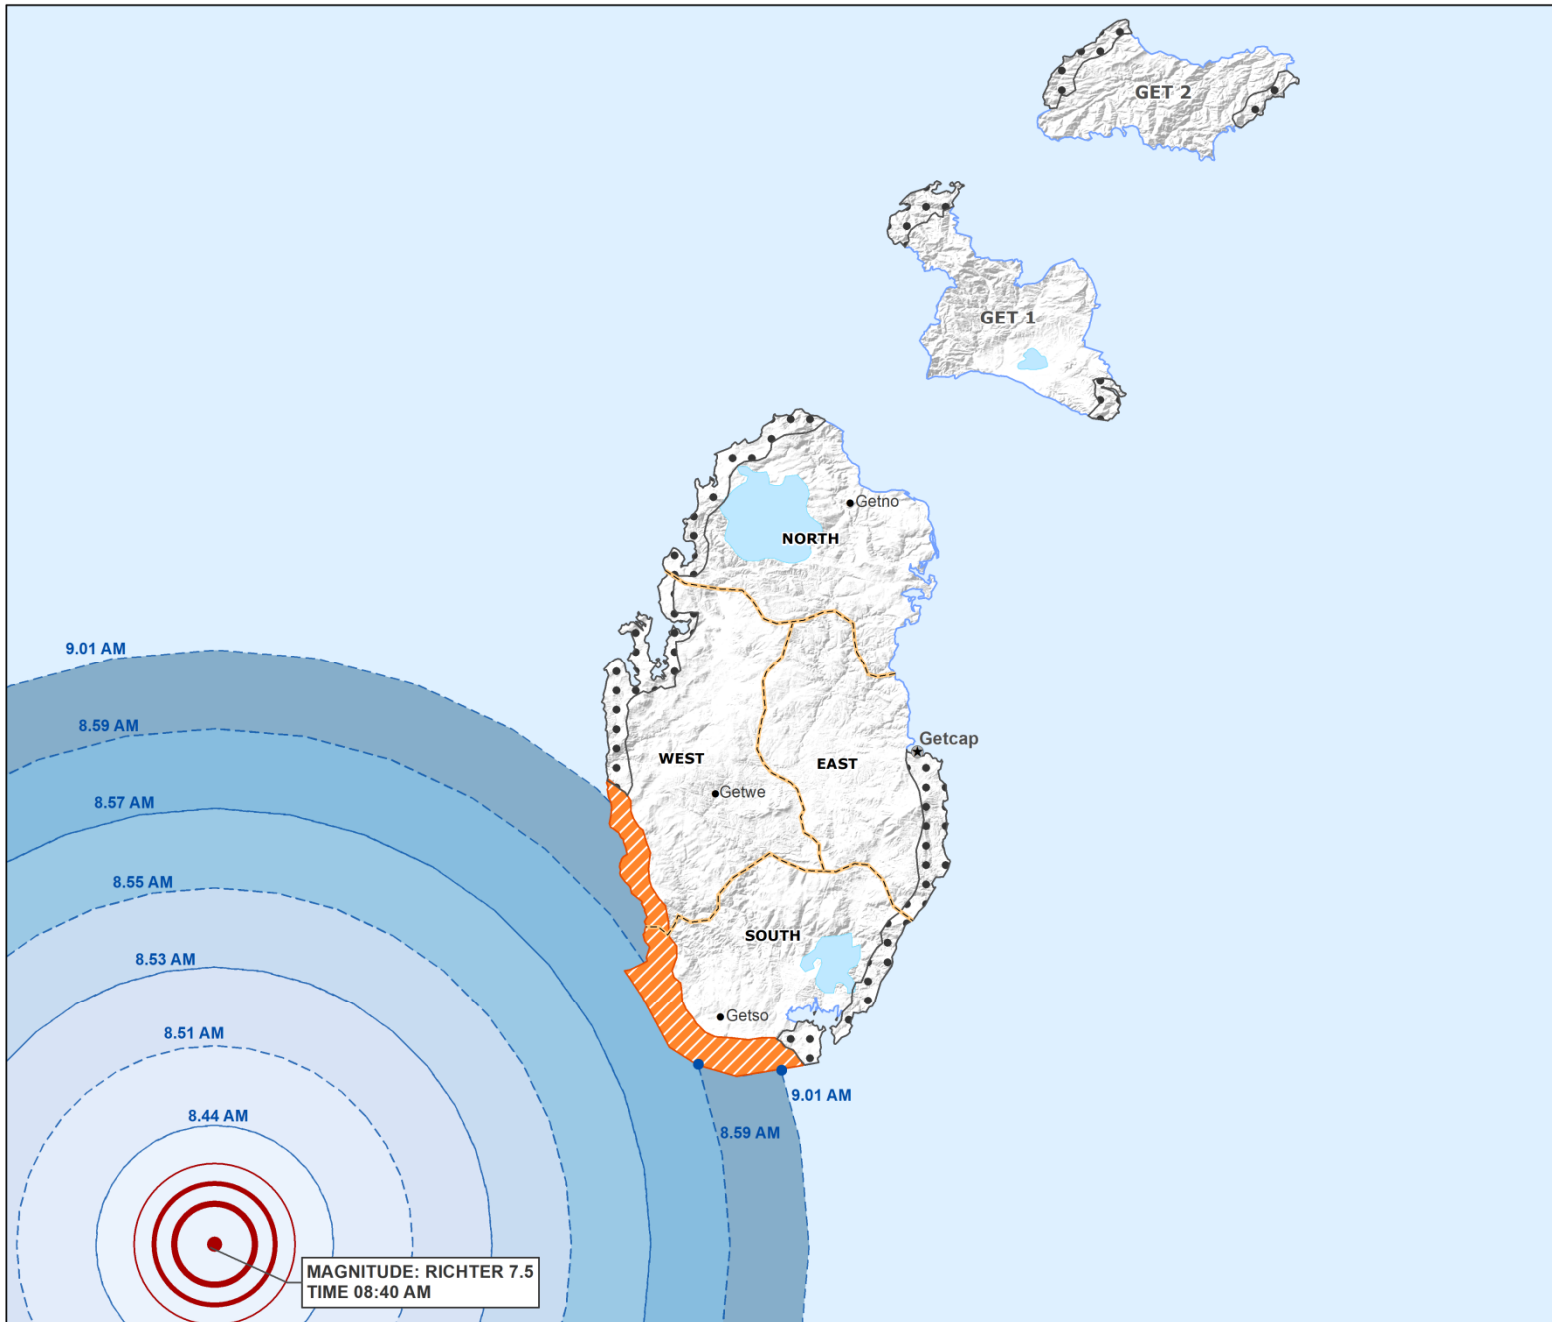 GET 2
GET 1
Getno
NORTH
9.01 AM
8.59 AM
Getcap
WEST
EAST
Getwe
8.57 AM
8.55 AM
SOUTH
8.53 AM
Getso
8.51 AM
9.01 AM
8.44 AM
8.59 AM
MAGNITUDE: RICHTER 7.5
TIME 08:40 AM